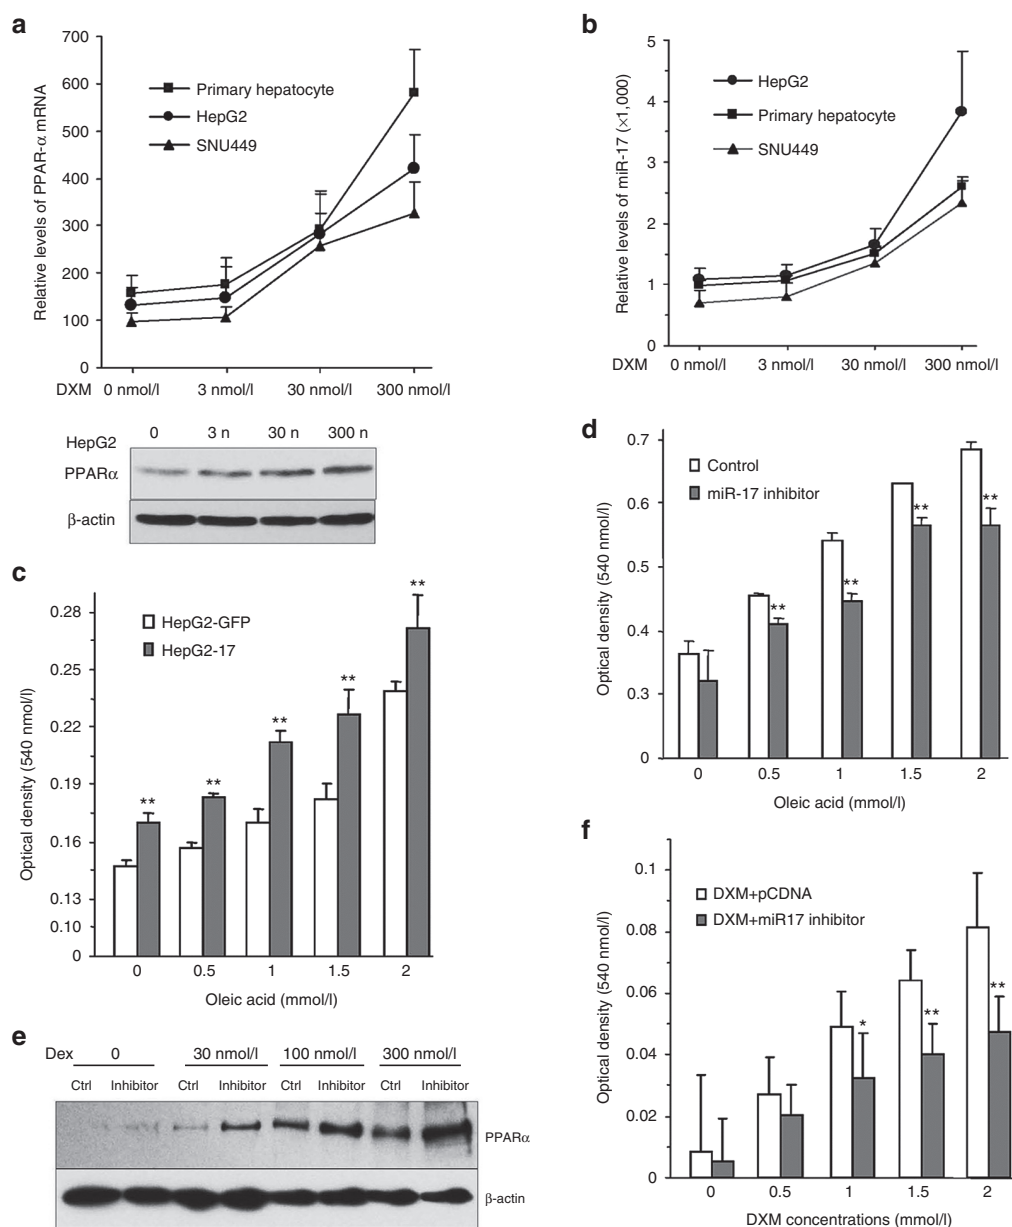 a
700
600
500
400
300
200
100
0
Relative levels of PPAR-α mRNA
Primary hepatocyte
HepG2
SNU449
DXM 0 nmol/l 3 nmol/l 30 nmol/l 300 nmol/l
HepG2 0 3 n 30 n 300 n
PPARα
β-actin
b
5
4
3
2
1
0
Relative levels of miR-17 (×1,000)
HepG2
Primary hepatocyte
SNU449
DXM 0 nmol/l 3 nmol/l 30 nmol/l 300 nmol/l
c
0.28
0.25
0.22
0.19
0.16
0.13
0.10
0
Optical density (540 nmol/l)
HepG2-GFP
HepG2-17
** ** ** ** **
0 0.5 1 1.5 2
Oleic acid (mmol/l)
d
0.7
0.6
0.5
0.4
0.3
0
Optical density (540 nmol/l)
Control
miR-17 inhibitor
** ** ** **
0 0.5 1 1.5 2
Oleic acid (mmol/l)
e
Dex 0 30 nmol/l 100 nmol/l 300 nmol/l
Ctrl Inhibitor Ctrl Inhibitor Ctrl Inhibitor Ctrl Inhibitor
PPARα
β-actin
f
0.1
0.08
0.06
0.04
0.02
0
Optical density (540 nmol/l)
DXM+pCDNA
DXM+miR17 inhibitor
* ** **
0 0.5 1 1.5 2
DXM concentrations (mmol/l)